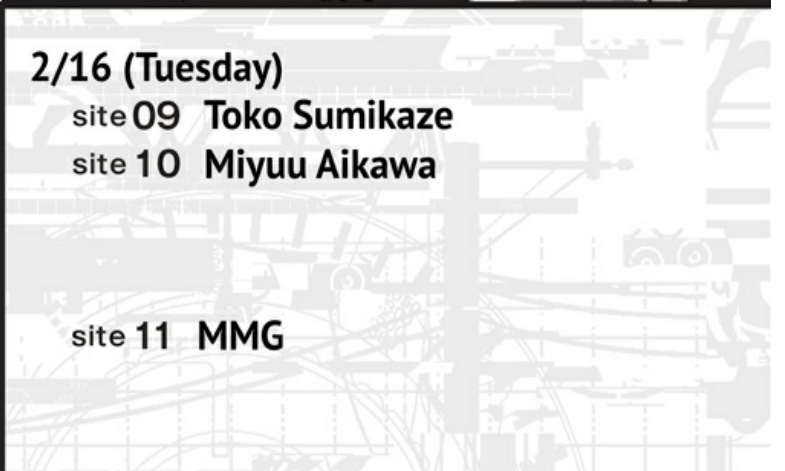 2/16 (Tuesday)
site 09 Toko Sumikaze
site 10 Miyuu Aikawa
site 11 MMG